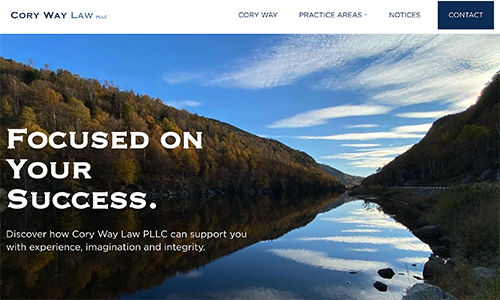 Cory Way Law PLLC
CORY WAY
PRACTICE AREAS
NOTICES
CONTACT
Focused on
Your
Success.
Discover how Cory Way Law PLLC can support you
with experience, imagination and integrity.